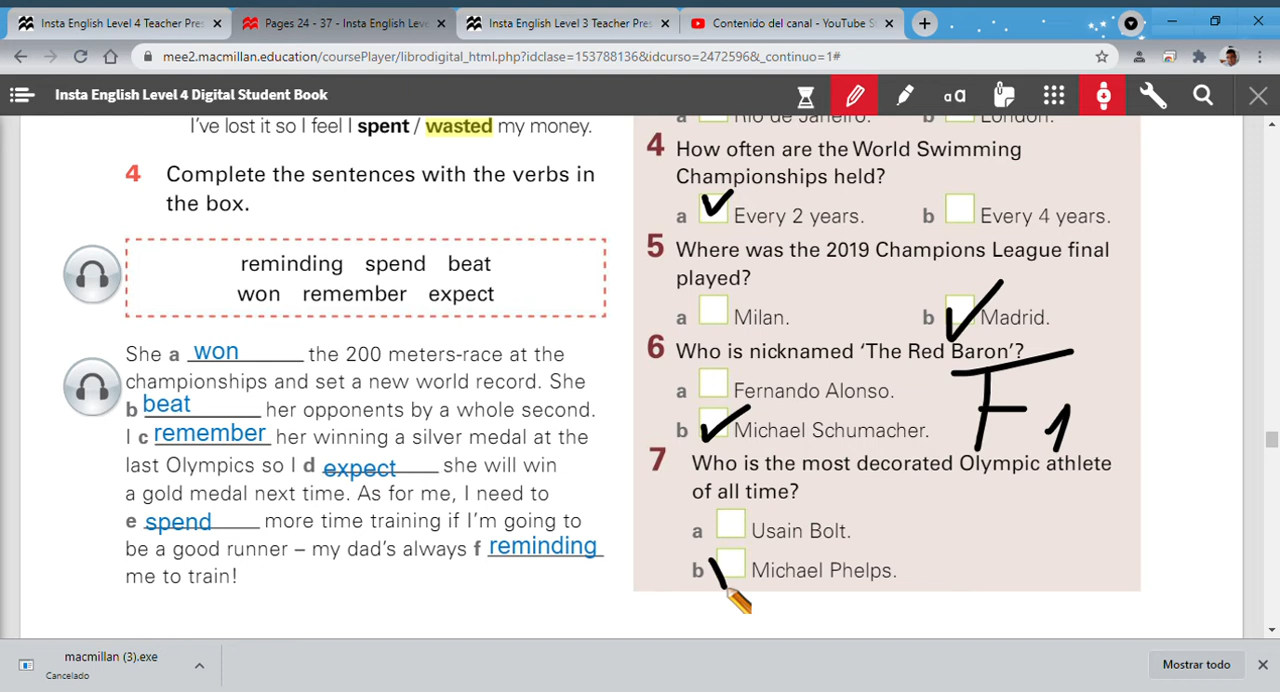 Insta English Level 4 Teacher Pres
Pages 24 - 37 - Insta English Leve
Insta English Level 3 Teacher Pres
Contenido del canal - YouTube S
mee2.macmillan.education/coursePlayer/librodigital_html.php?idclase=153788136&idcurso=2472596&_continuo=1#
Insta English Level 4 Digital Student Book
aa
I've lost it so I feel I spent / wasted my money.
4 Complete the sentences with the verbs in
the box.
reminding spend beat
won remember expect
She a won the 200 meters-race at the
championships and set a new world record. She
b beat her opponents by a whole second.
I c remember her winning a silver medal at the
last Olympics so I d expect she will win
a gold medal next time. As for me, I need to
e spend more time training if I'm going to
be a good runner – my dad's always f reminding
me to train!
a Rio de Janeiro. b London.
4 How often are the World Swimming
Championships held?
a Every 2 years. b Every 4 years.
5 Where was the 2019 Champions League final
played?
a Milan. b Madrid.
6 Who is nicknamed 'The Red Baron'?
a Fernando Alonso.
b Michael Schumacher.
F1
7 Who is the most decorated Olympic athlete
of all time?
a Usain Bolt.
b Michael Phelps.
macmillan (3).exe
Cancelado
Mostrar todo